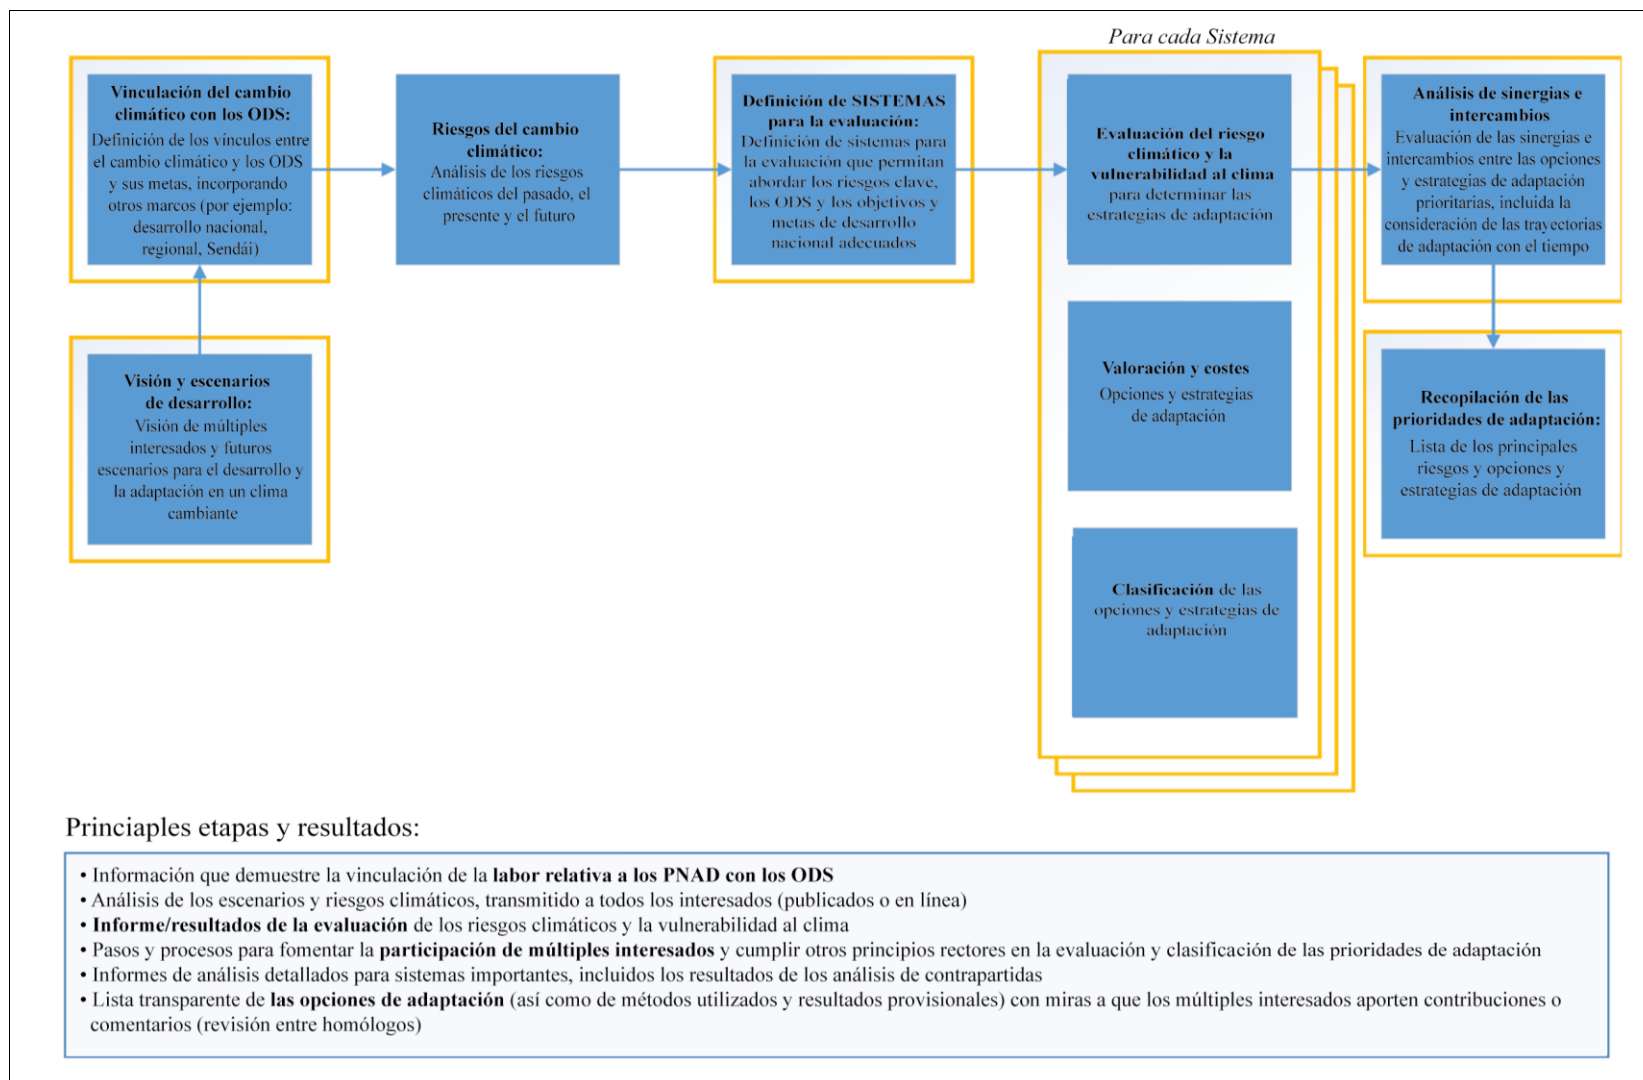 Para cada Sistema
Vinculación del cambio
climático con los ODS:
Definición de los vínculos entre
el cambio climático y los ODS
y sus metas, incorporando
otros marcos (por ejemplo:
desarrollo nacional,
regional, Sendái)
Riesgos del cambio
climático:
Análisis de los riesgos
climáticos del pasado, el
presente y el futuro
Definición de SISTEMAS
para la evaluación:
Definición de sistemas para
la evaluación que permitan
abordar los riesgos clave,
los ODS y los objetivos y
metas de desarrollo
nacional adecuados
Evaluación del riesgo
climático y la
vulnerabilidad al clima
para determinar las
estrategias de adaptación
Análisis de sinergias e
intercambios
Evaluación de las sinergias e
intercambios entre las opciones
y estrategias de adaptación
prioritarias, incluida la
consideración de las trayectorias
de adaptación con el tiempo
Visión y escenarios
de desarrollo:
Visión de múltiples
interesados y futuros
escenarios para el desarrollo y
la adaptación en un clima
cambiante
Valoración y costes
Opciones y estrategias
de adaptación
Recopilación de las
prioridades de adaptación:
Lista de los principales
riesgos y opciones y
estrategias de adaptación
Clasificación de las
opciones y estrategias de
adaptación
Princiaples etapas y resultados:
• Información que demuestre la vinculación de la labor relativa a los PNAD con los ODS
• Análisis de los escenarios y riesgos climáticos, transmitido a todos los interesados (publicados o en línea)
• Informe/resultados de la evaluación de los riesgos climáticos y la vulnerabilidad al clima
• Pasos y procesos para fomentar la participación de múltiples interesados y cumplir otros principios rectores en la evaluación y clasificación de las prioridades de adaptación
• Informes de análisis detallados para sistemas importantes, incluidos los resultados de los análisis de contrapartidas
• Lista transparente de las opciones de adaptación (así como de métodos utilizados y resultados provisionales) con miras a que los múltiples interesados aporten contribuciones o
comentarios (revisión entre homólogos)